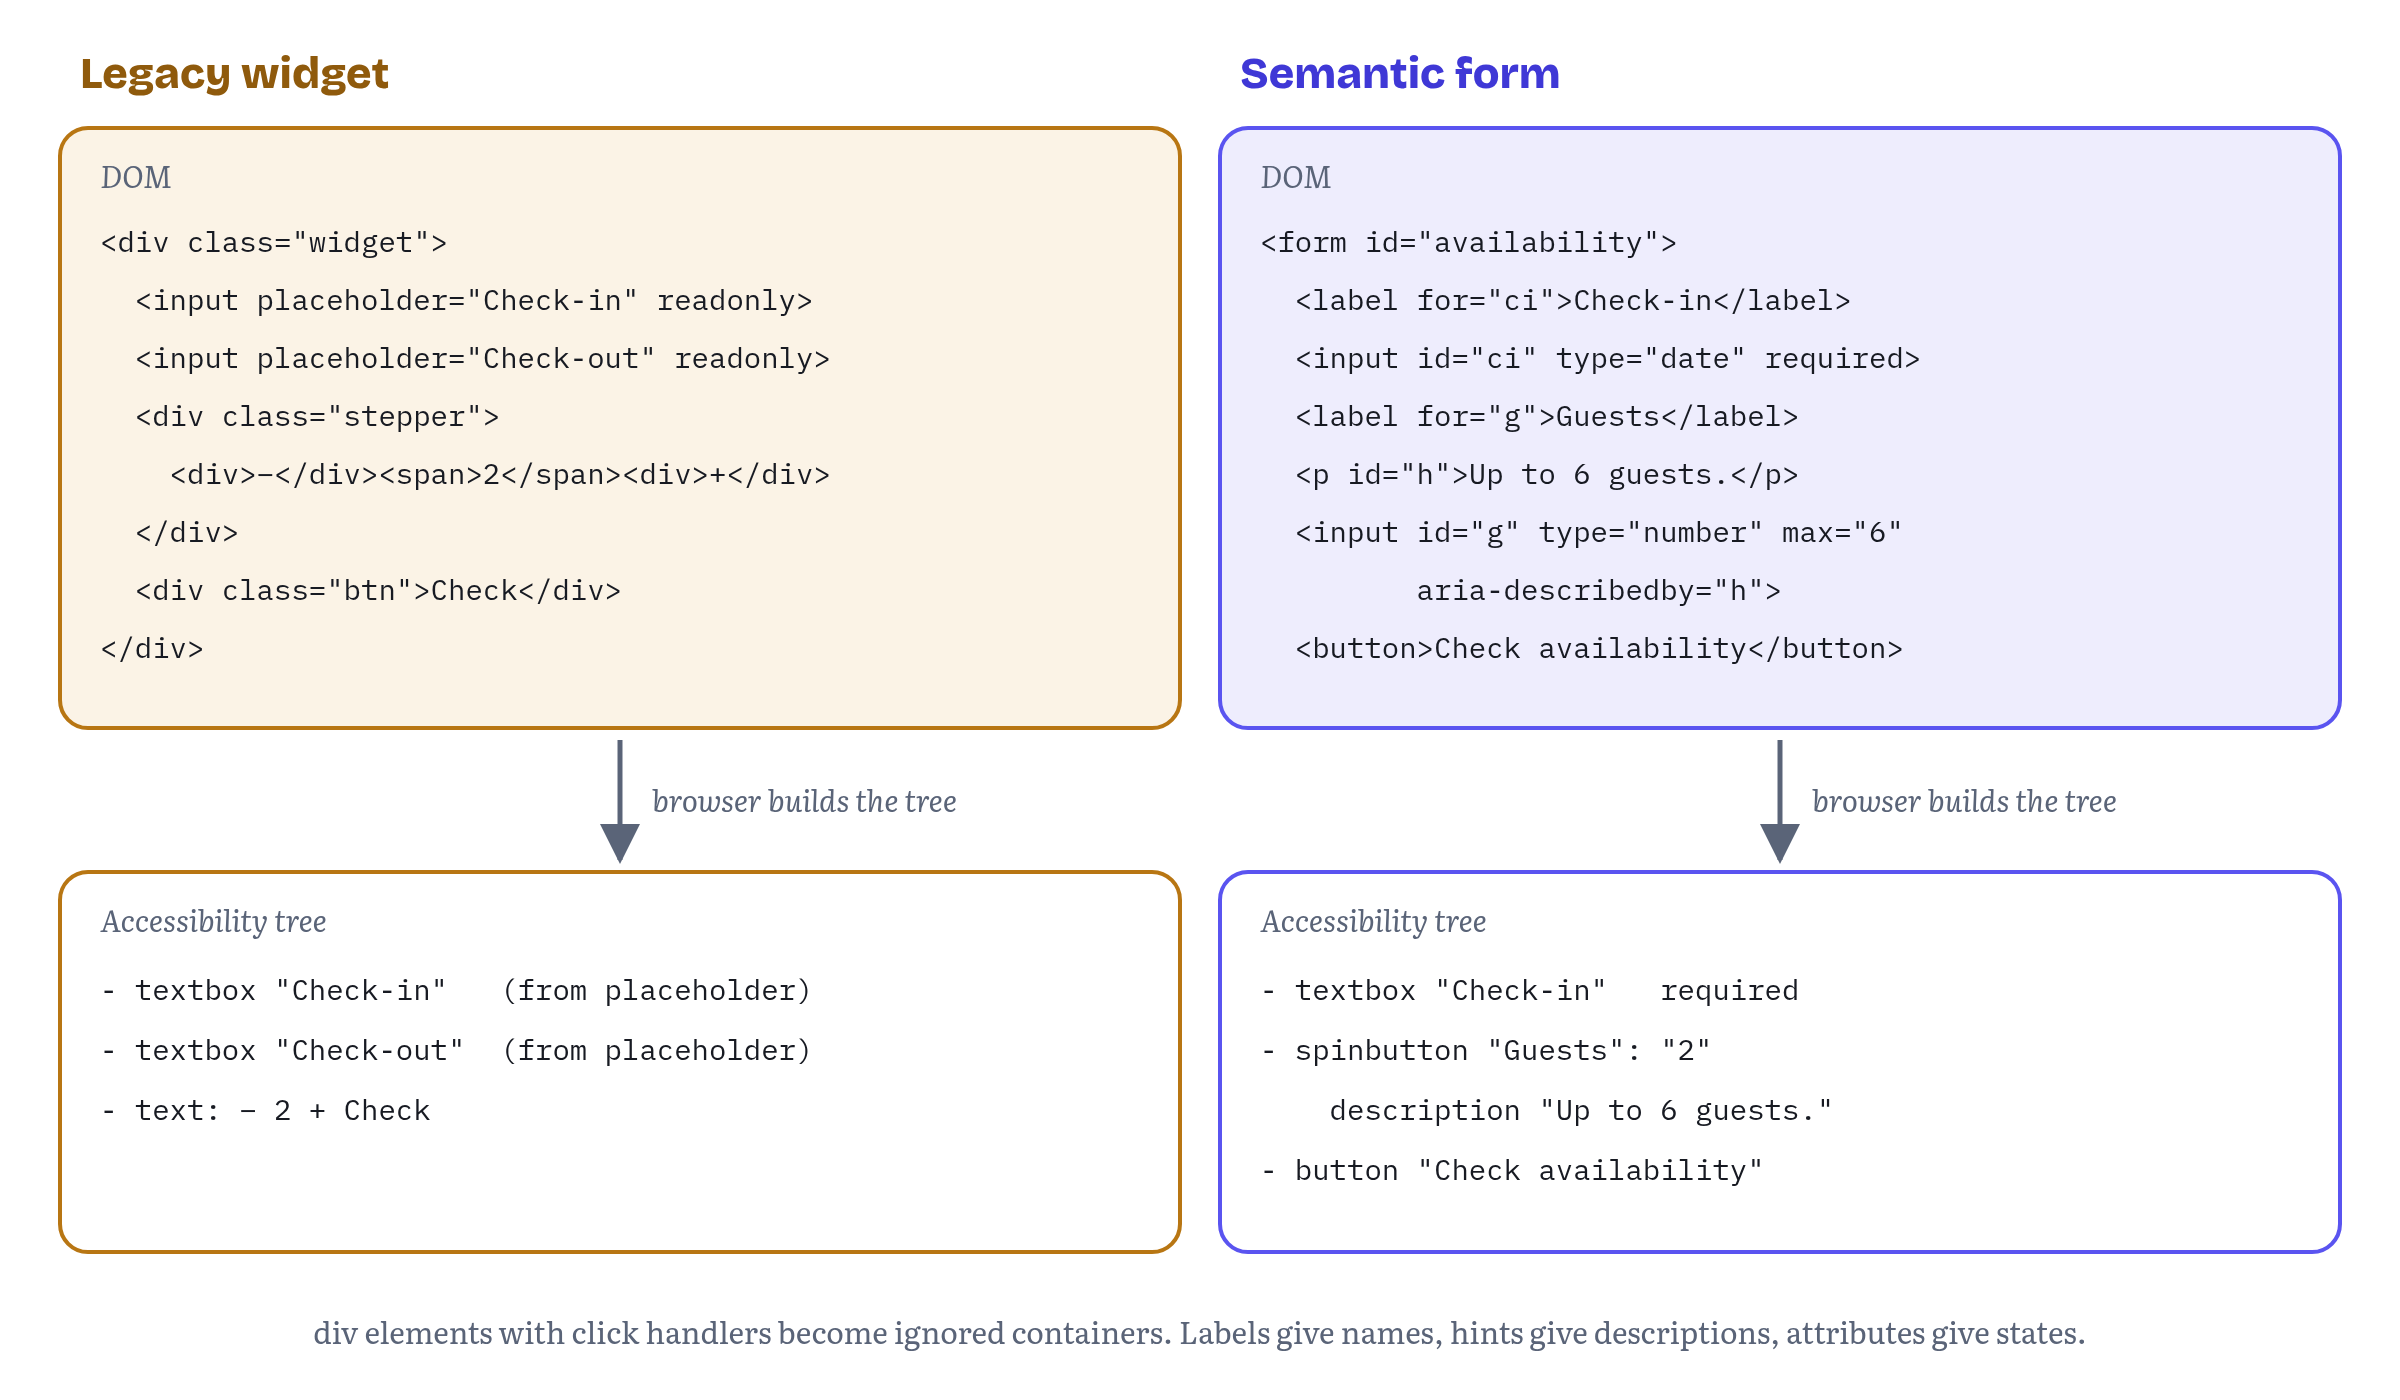 Legacy widget
DOM
<div class="widget">
  <input placeholder="Check-in" readonly>
  <input placeholder="Check-out" readonly>
  <div class="stepper">
    <div>−</div><span>2</span><div>+</div>
  </div>
  <div class="btn">Check</div>
</div>
browser builds the tree
Accessibility tree
- textbox "Check-in"   (from placeholder)
- textbox "Check-out"  (from placeholder)
- text: − 2 + Check
Semantic form
DOM
<form id="availability">
  <label for="ci">Check-in</label>
  <input id="ci" type="date" required>
  <label for="g">Guests</label>
  <p id="h">Up to 6 guests.</p>
  <input id="g" type="number" max="6"
         aria-describedby="h">
  <button>Check availability</button>
browser builds the tree
Accessibility tree
- textbox "Check-in"   required
- spinbutton "Guests": "2"
    description "Up to 6 guests."
- button "Check availability"
div elements with click handlers become ignored containers. Labels give names, hints give descriptions, attributes give states.